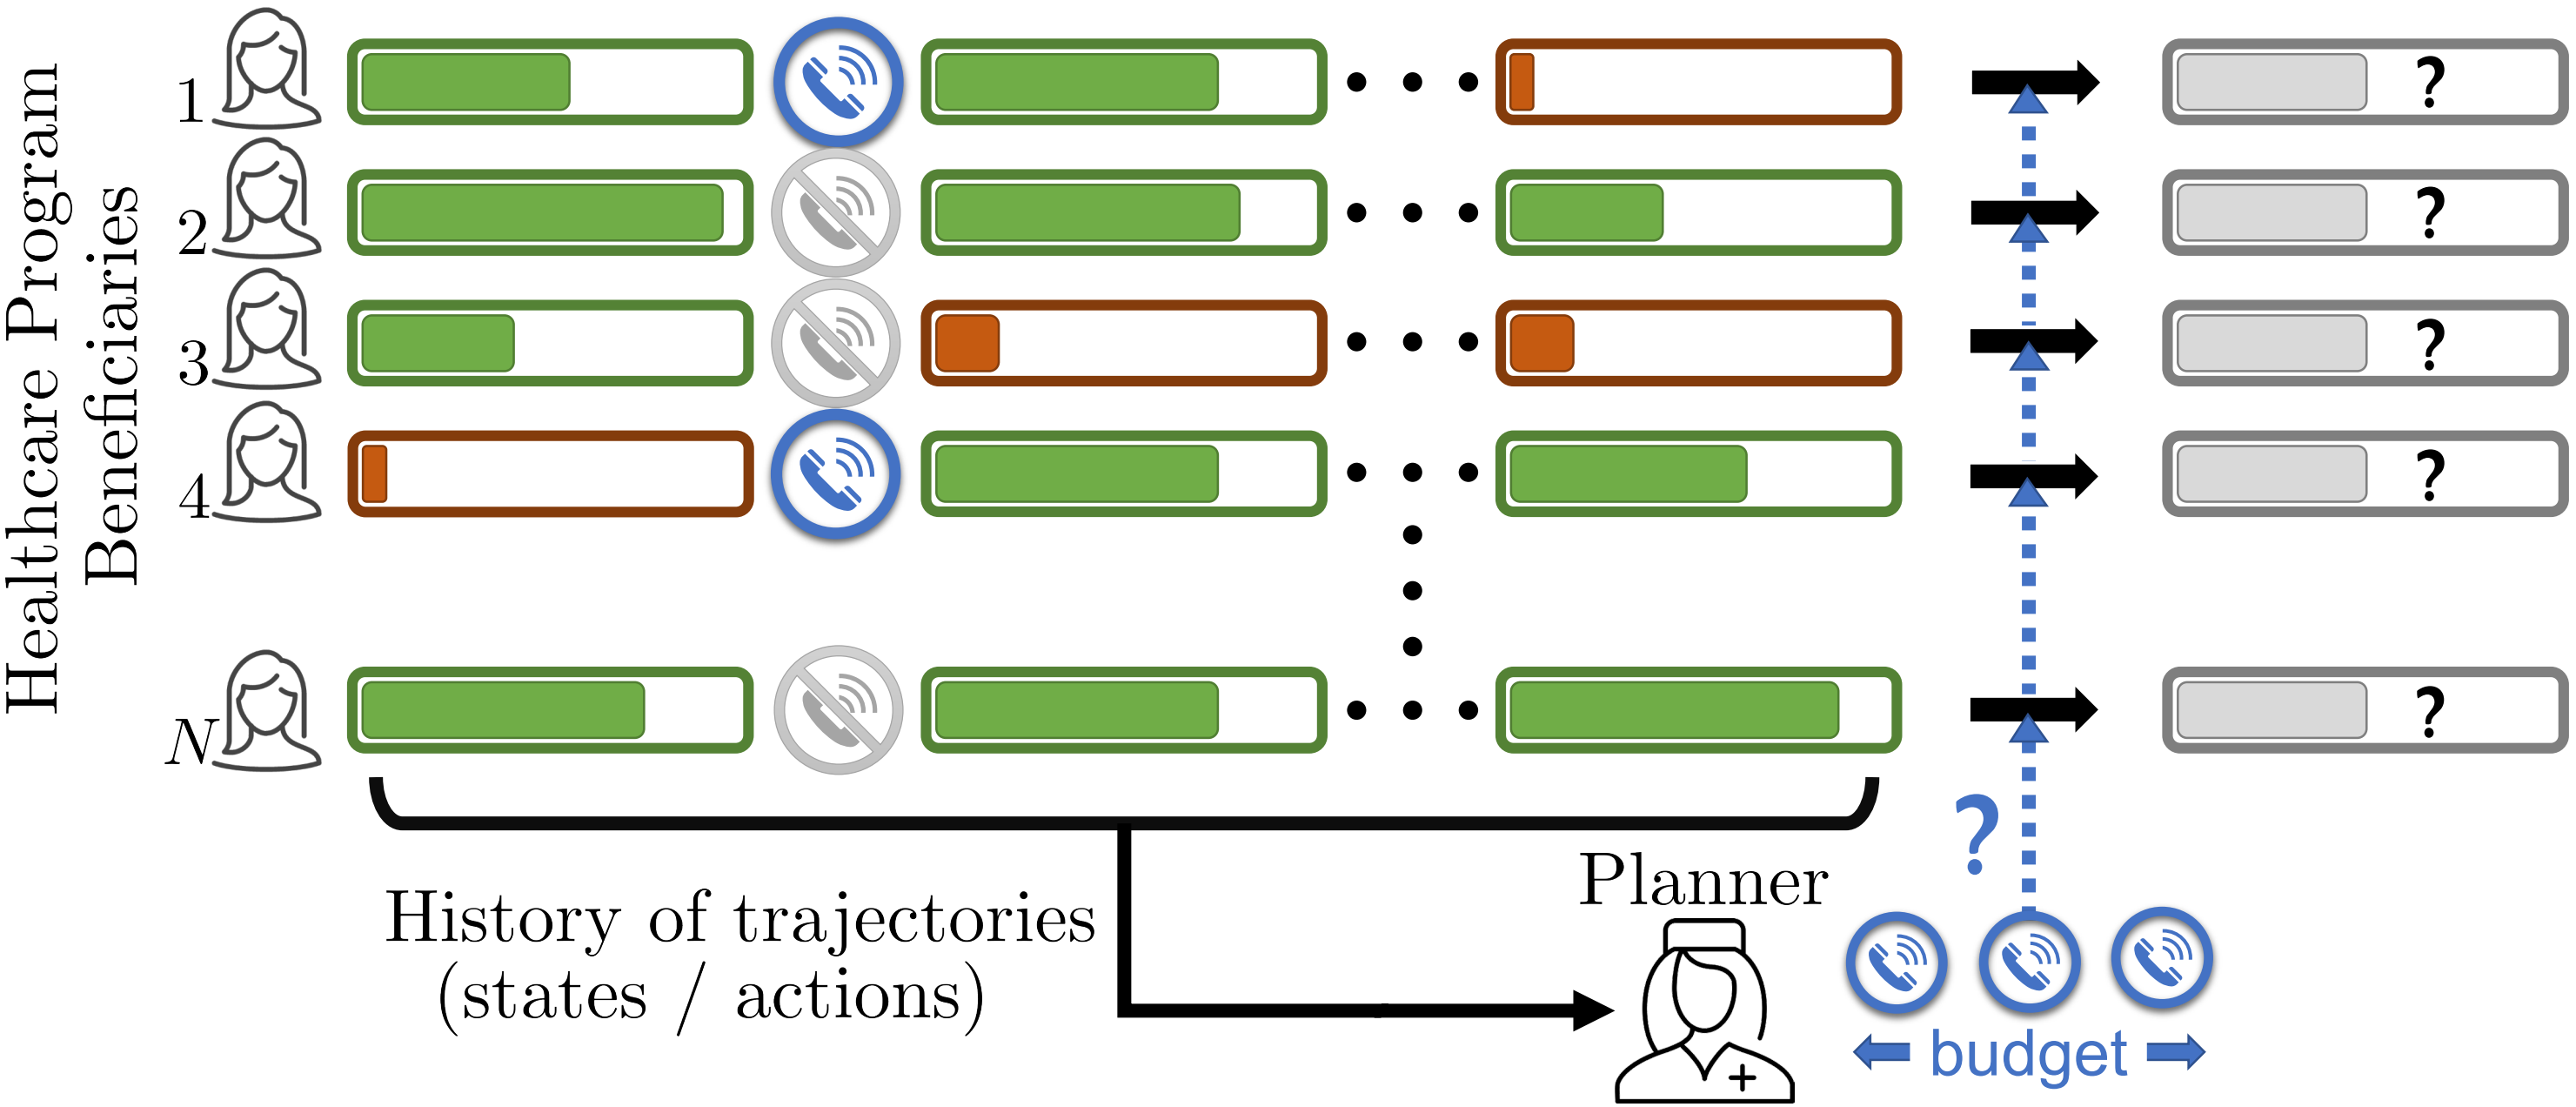 Healthcare Program
Beneficiaries
1
?
2
?
3
?
4
?
N
?
?
History of trajectories
(states / actions)
Planner
budget